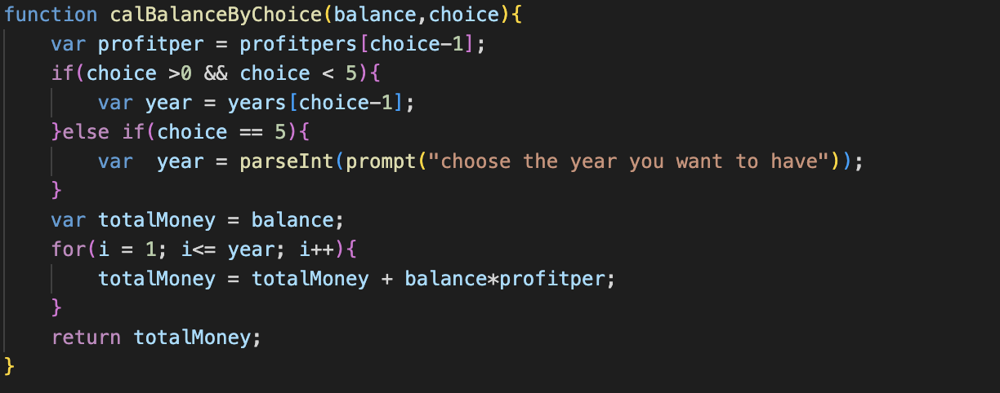 function calBalanceByChoice(balance,choice){
    var profitper = profitpers[choice-1];
    if(choice >0 && choice < 5){
        var year = years[choice-1];
    }else if(choice == 5){
        var  year = parseInt(prompt("choose the year you want to have"));
    }
    var totalMoney = balance;
    for(i = 1; i<= year; i++){
        totalMoney = totalMoney + balance*profitper;
    }
    return totalMoney;
}